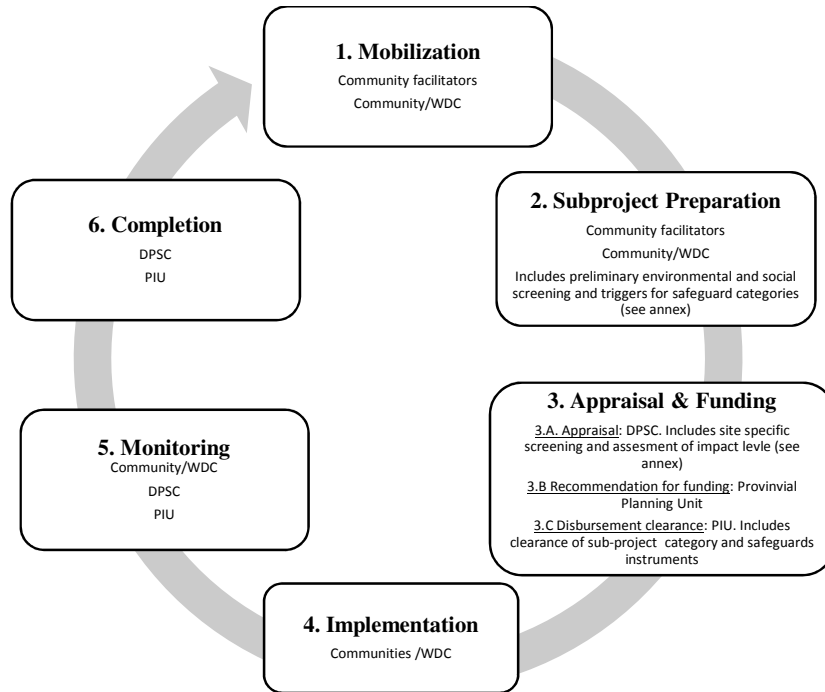 1. Mobilization
Community facilitators
Community/WDC
2. Subproject Preparation
Community facilitators
Community/WDC
Includes preliminary environmental and social
screening and triggers for safeguard categories
(see annex)
3. Appraisal & Funding
3.A. Appraisal: DPSC. Includes site specific
screening and assesment of impact levle (see
annex)
3.B Recommendation for funding: Provinvial
Planning Unit
3.C Disbursement clearance: PIU. Includes
clearance of sub-project category and safeguards
instruments
4. Implementation
Communities /WDC
5. Monitoring
Community/WDC
DPSC
PIU
6. Completion
DPSC
PIU